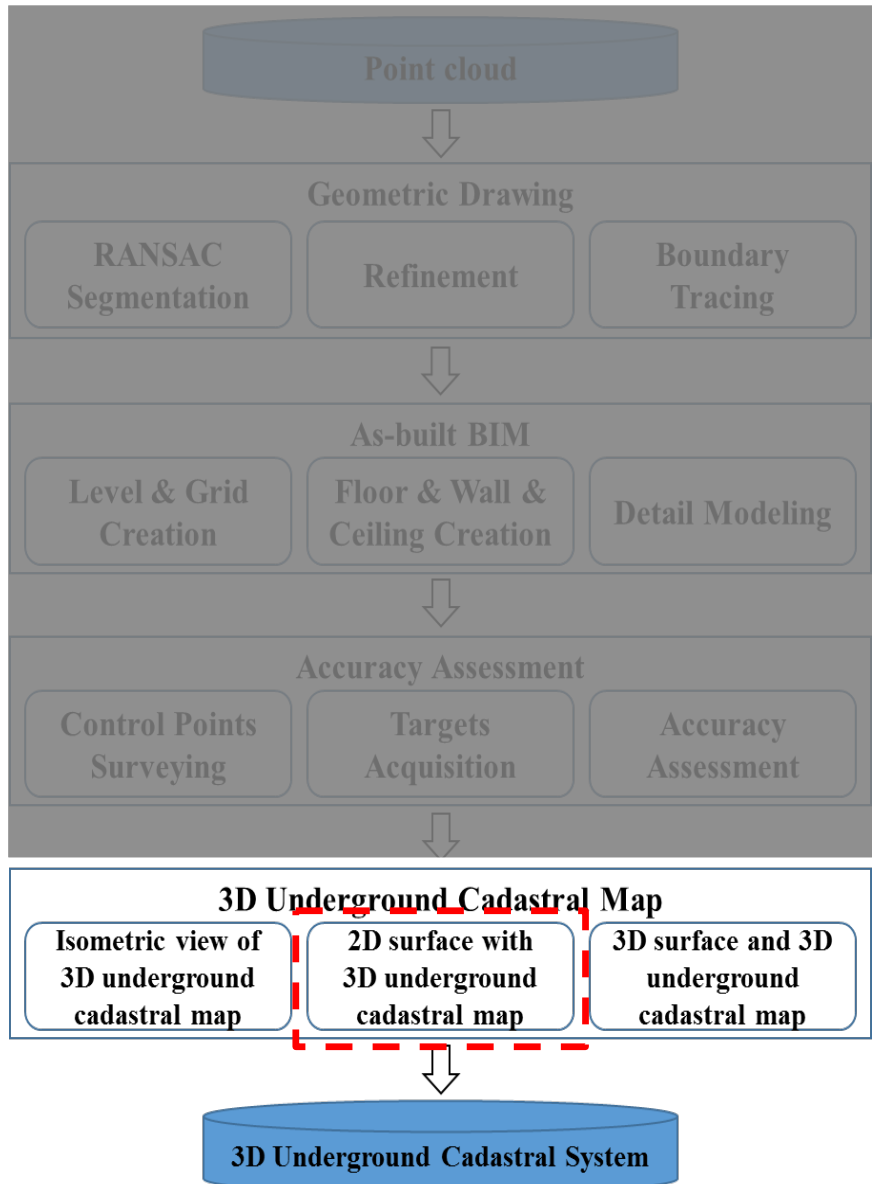 Point cloud
Geometric Drawing
RANSAC
Segmentation
Refinement
Boundary
Tracing
As-built BIM
Level & Grid
Creation
Floor & Wall &
Ceiling Creation
Detail Modeling
Accuracy Assessment
Control Points
Surveying
Targets
Acquisition
Accuracy
Assessment
3D Underground Cadastral Map
Isometric view of
3D underground
cadastral map
2D surface with
3D underground
cadastral map
3D surface and 3D
underground
cadastral map
3D Underground Cadastral System